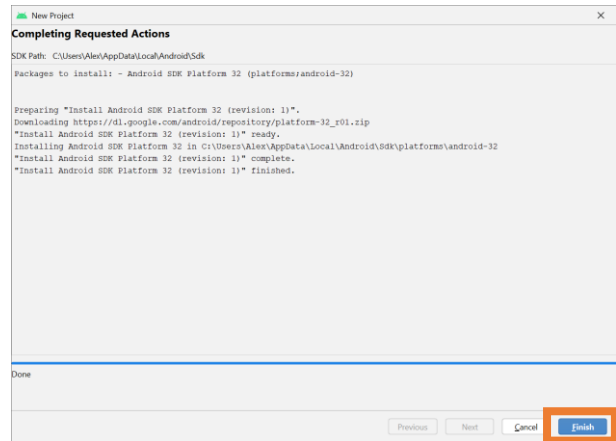 New Project
Completing Requested Actions
SDK Path: C:\Users\Alex\AppData\Local\Android\Sdk
Packages to install: - Android SDK Platform 32 (platforms;android-32)
Preparing "Install Android SDK Platform 32 (revision: 1)".
Downloading https://dl.google.com/android/repository/platform-32_r01.zip
"Install Android SDK Platform 32 (revision: 1)" ready.
Installing Android SDK Platform 32 in C:\Users\Alex\AppData\Local\Android\Sdk\platforms\android-32
"Install Android SDK Platform 32 (revision: 1)" complete.
"Install Android SDK Platform 32 (revision: 1)" finished.
Done
Previous Next Cancel Finish